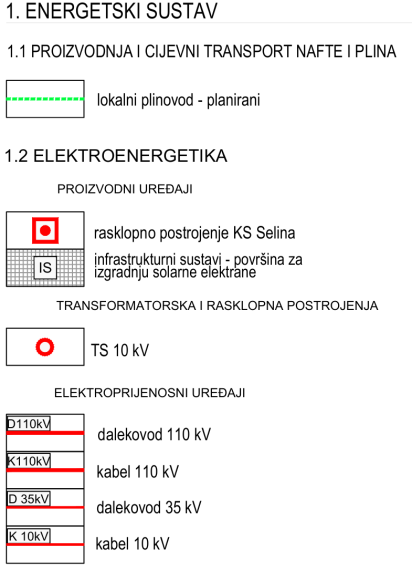 1. ENERGETSKI SUSTAV
1.1 PROIZVODNJA I CIJEVNI TRANSPORT NAFTE I PLINA
lokalni plinovod - planirani
1.2 ELEKTROENERGETIKA
PROIZVODNI UREĐAJI
rasklopno postrojenje KS Selina
IS
infrastrukturni sustavi - površina za
izgradnju solarne elektrane
TRANSFORMATORSKA I RASKLOPNA POSTROJENJA
TS 10 kV
ELEKTROPRIJENOSNI UREĐAJI
D110kV
dalekovod 110 kV
K110kV
kabel 110 kV
D 35kV
dalekovod 35 kV
K 10kV
kabel 10 kV